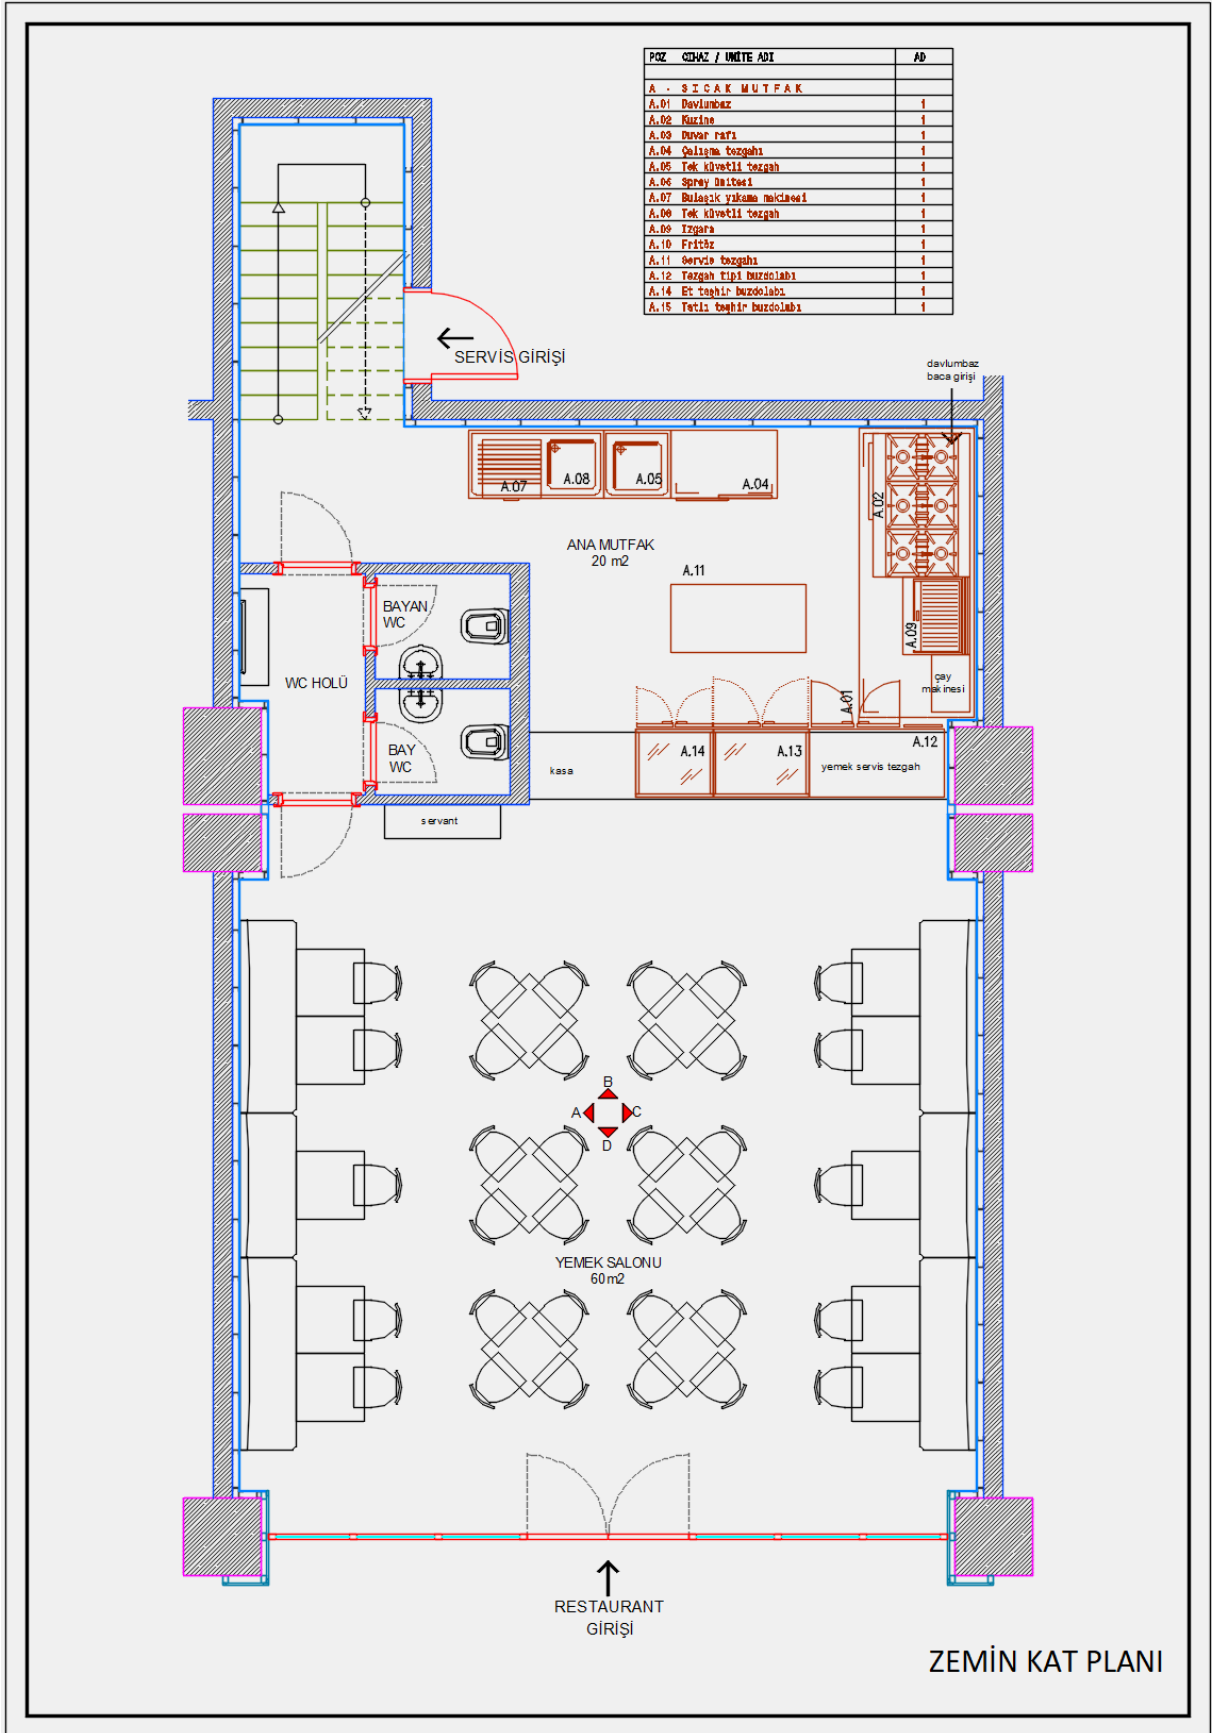 POZ CİHAZ / ÜNİTE ADI AD
A - SICAK MUTFAK
A.01 Davlumbaz 1
A.02 Kuzine 1
A.03 Duvar rafı 1
A.04 Çalışma tezgahı 1
A.05 Tek küvetli tezgah 1
A.06 Sprey ünitesi 1
A.07 Bulaşık yıkama makinesi 1
A.08 Tek küvetli tezgah 1
A.09 Izgara 1
A.10 Fritöz 1
A.11 Servis tezgahı 1
A.12 Tezgah tipi buzdolabı 1
A.14 Et teşhir buzdolabı 1
A.15 Tatlı teşhir buzdolabı 1
SERVİS GİRİŞİ
davlumbaz
baca girişi
A.07 A.08 A.05 A.04
A.02
ANA MUTFAK
20 m2
A.11
A.09
BAYAN
WC
WC HOLÜ
çay
makinesi
A.01
BAY
WC
kasa
A.14 A.13 A.12
yemek servis tezgah
servant
B
A C
D
YEMEK SALONU
60m2
RESTAURANT
GİRİŞİ
ZEMİN KAT PLANI